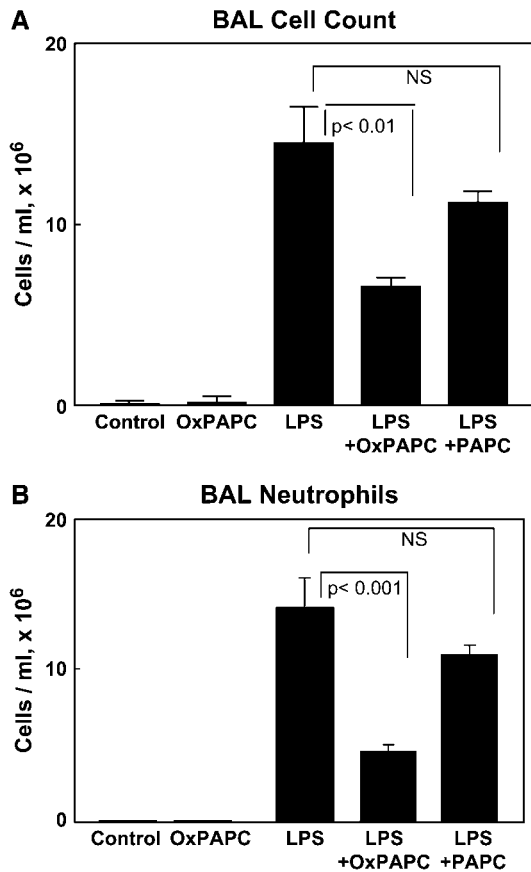 A
BAL Cell Count
20
NS
p< 0.01
Cells / ml, x 10⁶
10
0
Control OxPAPC LPS LPS LPS
+OxPAPC +PAPC
B
BAL Neutrophils
20
NS
p< 0.001
Cells / ml, x 10⁶
10
0
Control OxPAPC LPS LPS LPS
+OxPAPC +PAPC